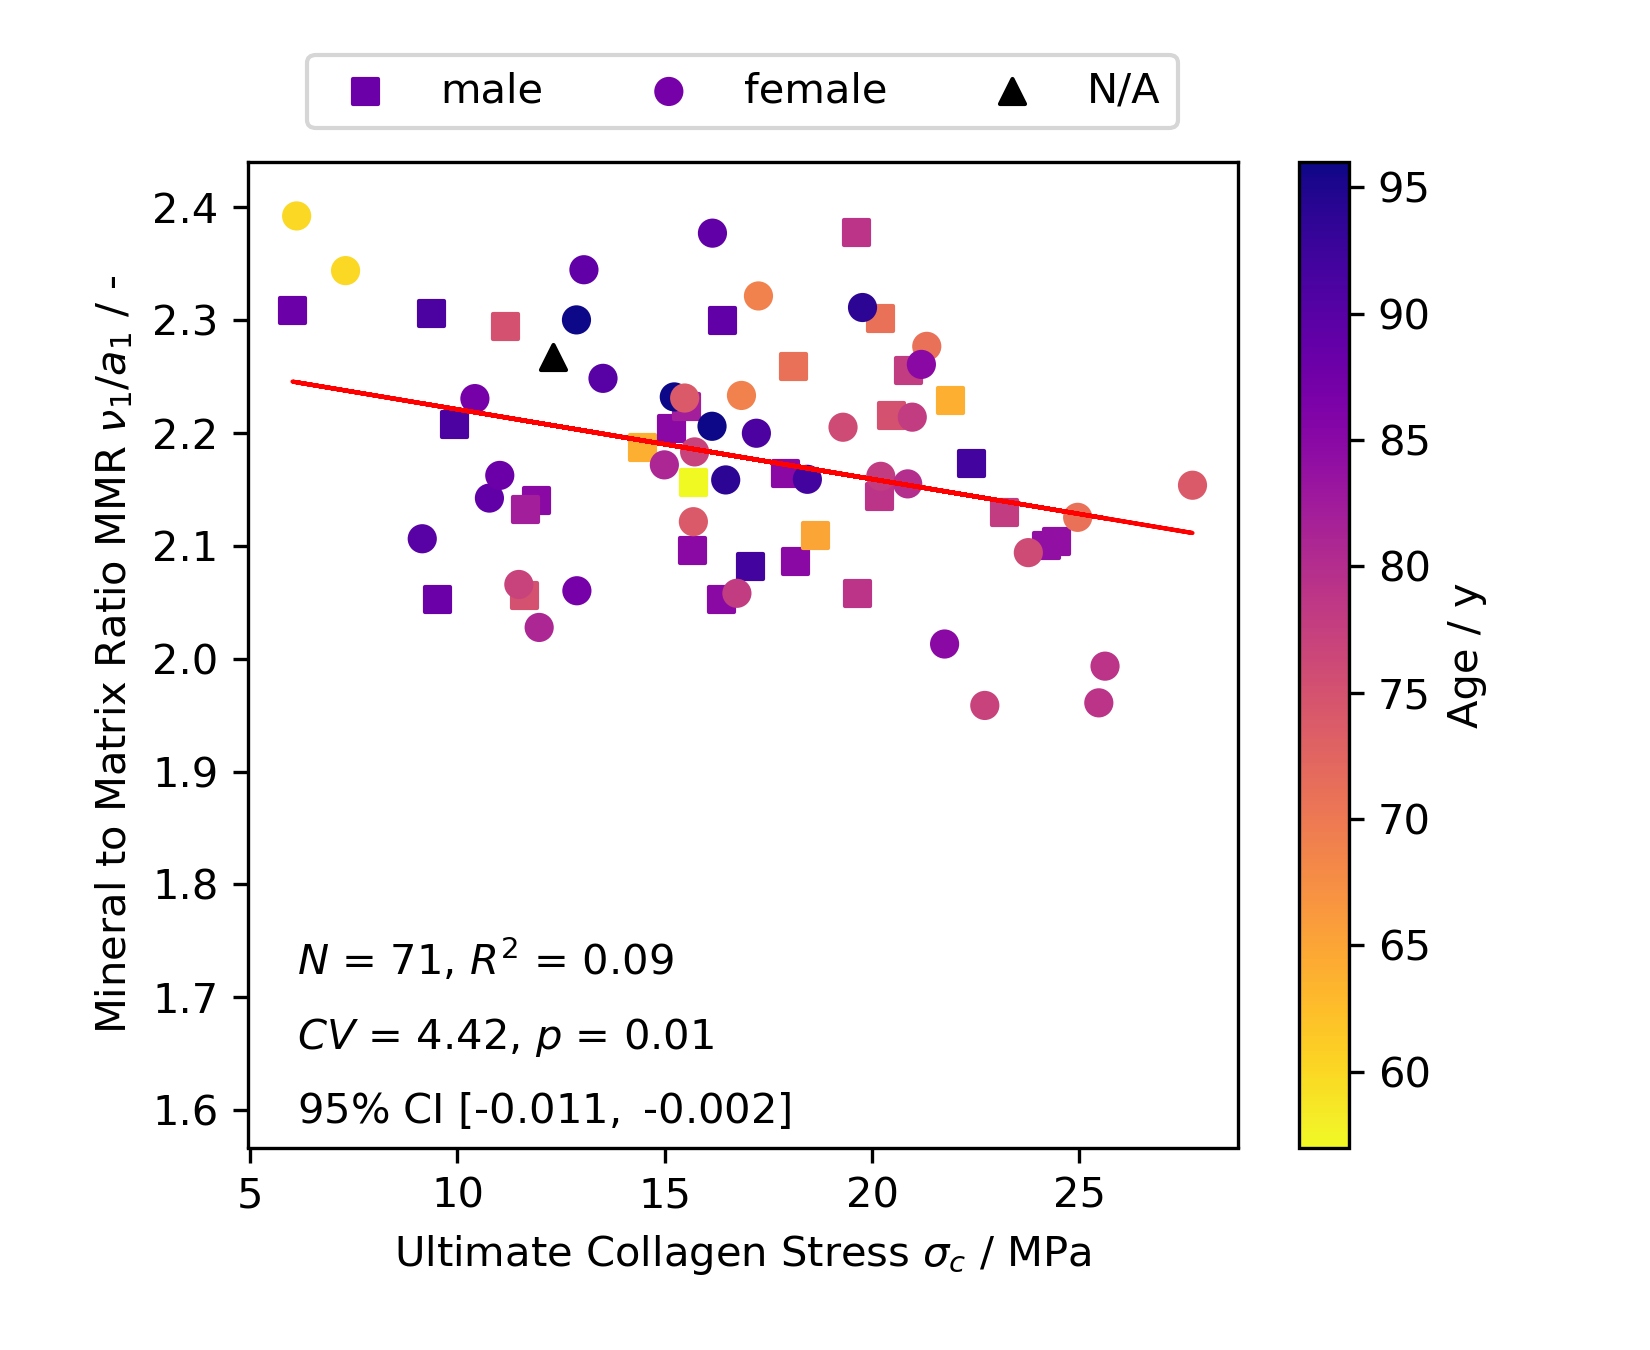 male female N/A
2.4
2.3
2.2
2.1
2.0
1.9
1.8
1.7
1.6
Mineral to Matrix Ratio MMR ν₁/a₁ / -
N = 71, R² = 0.09
CV = 4.42, p = 0.01
95% CI [-0.011, -0.002]
5 10 15 20 25
Ultimate Collagen Stress σ_c / MPa
95
90
85
80
75
70
65
60
Age / y